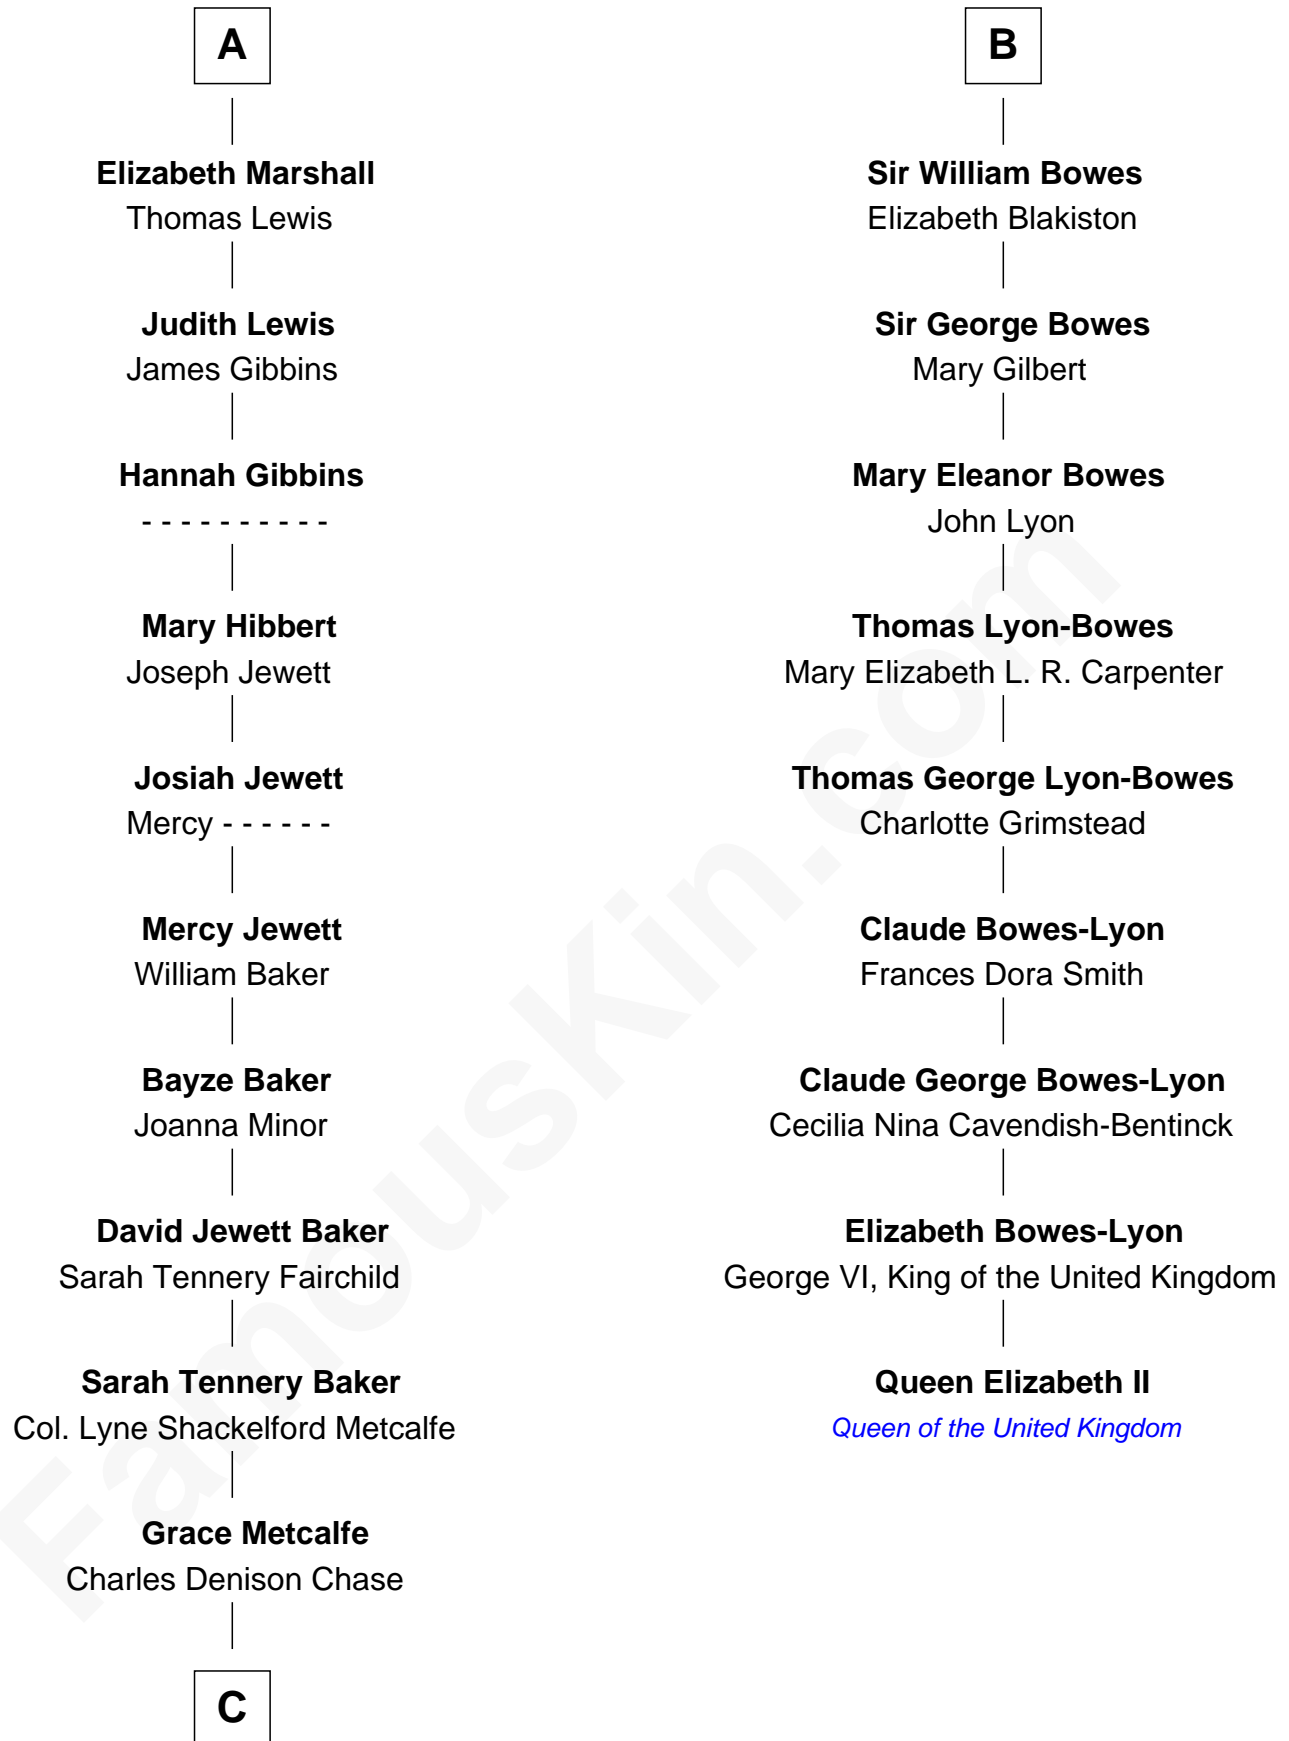 A
Elizabeth Marshall
Thomas Lewis
Judith Lewis
James Gibbins
Hannah Gibbins
- - - - - - - - - -
Mary Hibbert
Joseph Jewett
Josiah Jewett
Mercy - - - - - -
Mercy Jewett
William Baker
Bayze Baker
Joanna Minor
David Jewett Baker
Sarah Tennery Fairchild
Sarah Tennery Baker
Col. Lyne Shackelford Metcalfe
Grace Metcalfe
Charles Denison Chase
C
B
Sir William Bowes
Elizabeth Blakiston
Sir George Bowes
Mary Gilbert
Mary Eleanor Bowes
John Lyon
Thomas Lyon-Bowes
Mary Elizabeth L. R. Carpenter
Thomas George Lyon-Bowes
Charlotte Grimstead
Claude Bowes-Lyon
Frances Dora Smith
Claude George Bowes-Lyon
Cecilia Nina Cavendish-Bentinck
Elizabeth Bowes-Lyon
George VI, King of the United Kingdom
Queen Elizabeth II
Queen of the United Kingdom
FamousKin.com